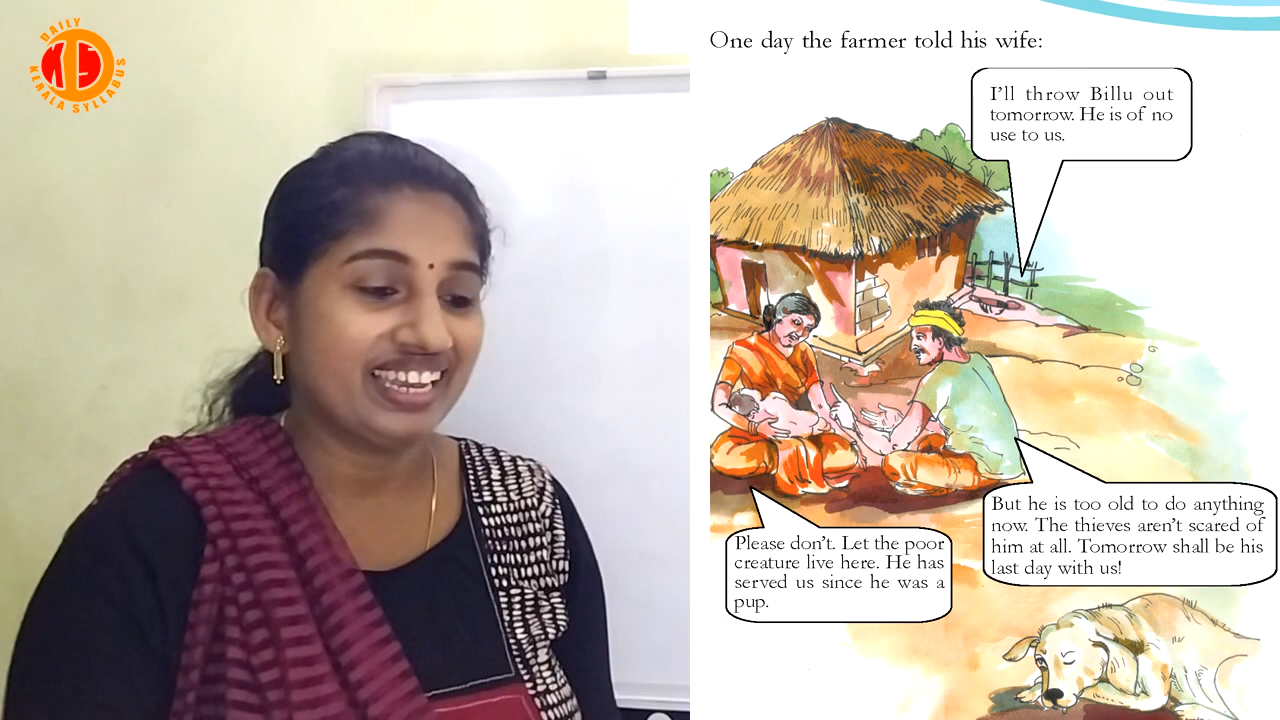 DAILY
KS
KERALA SYLLABUS
One day the farmer told his wife:
I'll throw Billu out
tomorrow. He is of no
use to us.
Please don't. Let the poor
creature live here. He has
served us since he was a
pup.
But he is too old to do anything
now. The thieves aren't scared of
him at all. Tomorrow shall be his
last day with us!